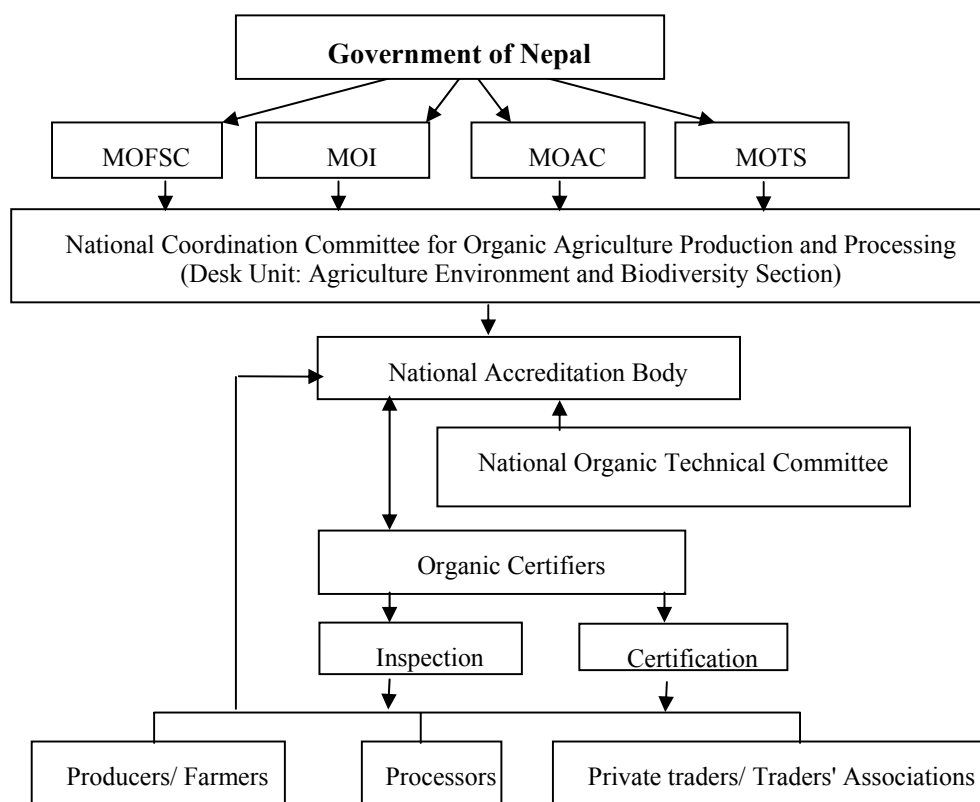 Government of Nepal
MOFSC
MOI
MOAC
MOTS
National Coordination Committee for Organic Agriculture Production and Processing
(Desk Unit: Agriculture Environment and Biodiversity Section)
National Accreditation Body
National Organic Technical Committee
Organic Certifiers
Inspection
Certification
Producers/ Farmers
Processors
Private traders/ Traders' Associations